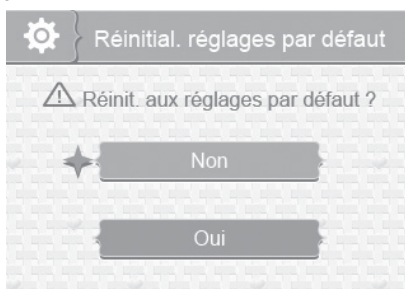 Réinitial. réglages par défaut
Réinit. aux réglages par défaut ?
Non
Oui